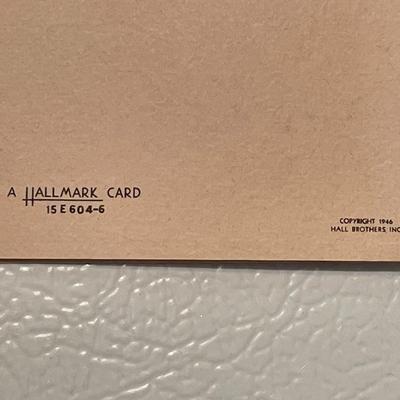 A HALLMARK CARD
15E604-6
COPYRIGHT 1946
HALL BROTHERS, INC